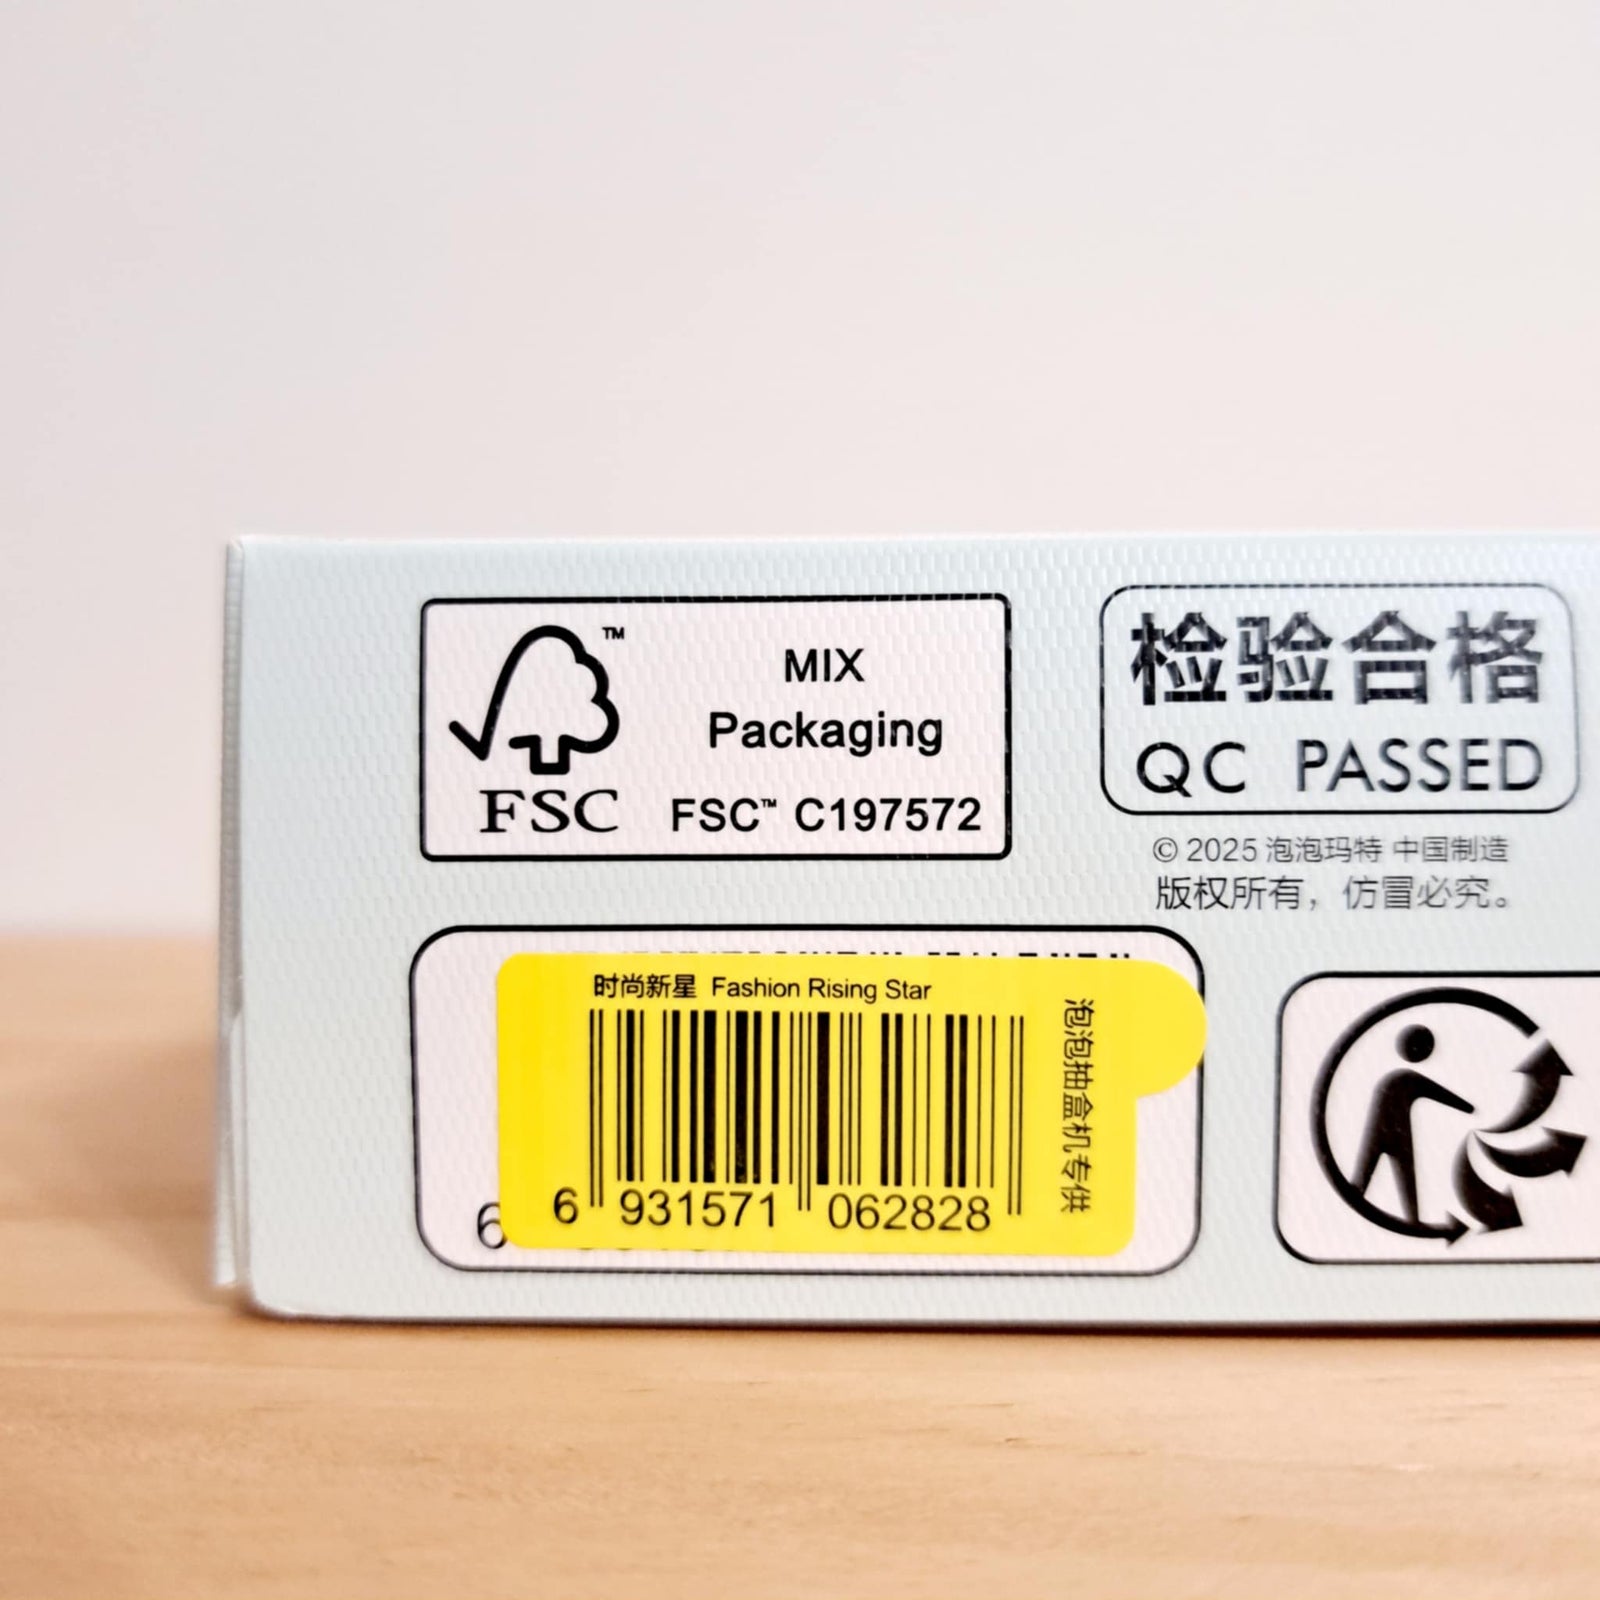 ™
MIX
Packaging
FSC
FSC™ C197572
检验合格
QC PASSED
© 2025 泡泡玛特 中国制造
版权所有，仿冒必究。
时尚新星 Fashion Rising Star
泡泡抽盒机专供
6 931571 062828
6